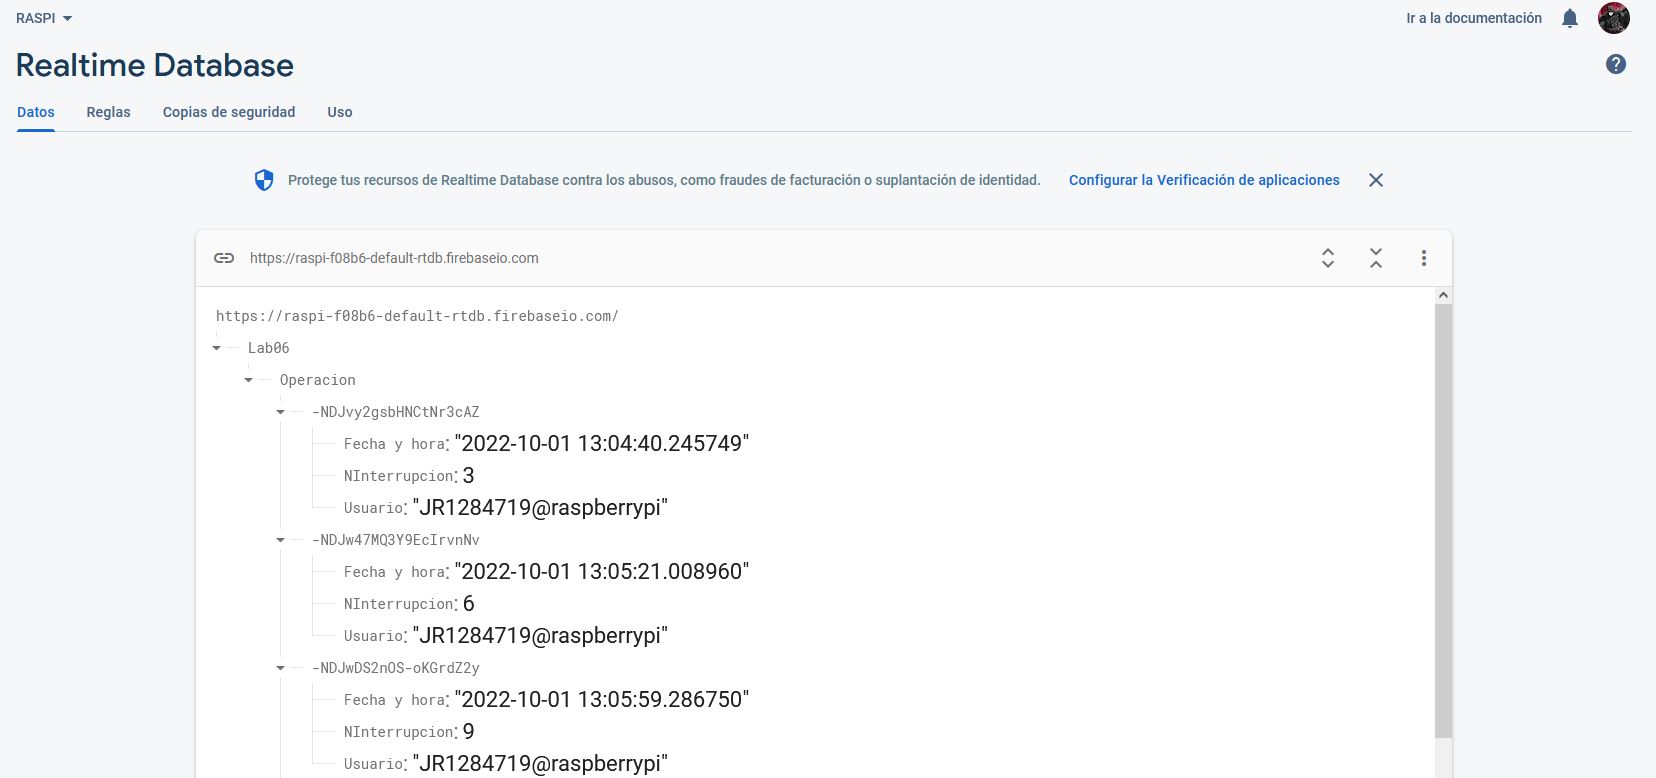 RASPI
Ir a la documentación
Realtime Database
Datos Reglas Copias de seguridad Uso
Protege tus recursos de Realtime Database contra los abusos, como fraudes de facturación o suplantación de identidad. Configurar la Verificación de aplicaciones
https://raspi-f08b6-default-rtdb.firebaseio.com
https://raspi-f08b6-default-rtdb.firebaseio.com/
Lab06
Operacion
-NDJvy2gsbHNCtNr3cAZ
Fecha y hora: "2022-10-01 13:04:40.245749"
NInterrupcion: 3
Usuario: "JR1284719@raspberrypi"
-NDJw47MQ3Y9EcIrvnNv
Fecha y hora: "2022-10-01 13:05:21.008960"
NInterrupcion: 6
Usuario: "JR1284719@raspberrypi"
-NDJwDS2nOS-oKGrdZ2y
Fecha y hora: "2022-10-01 13:05:59.286750"
NInterrupcion: 9
Usuario: "JR1284719@raspberrypi"